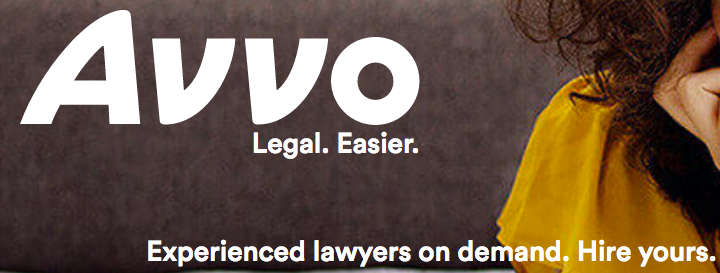 Avvo
Legal. Easier.
Experienced lawyers on demand. Hire yours.